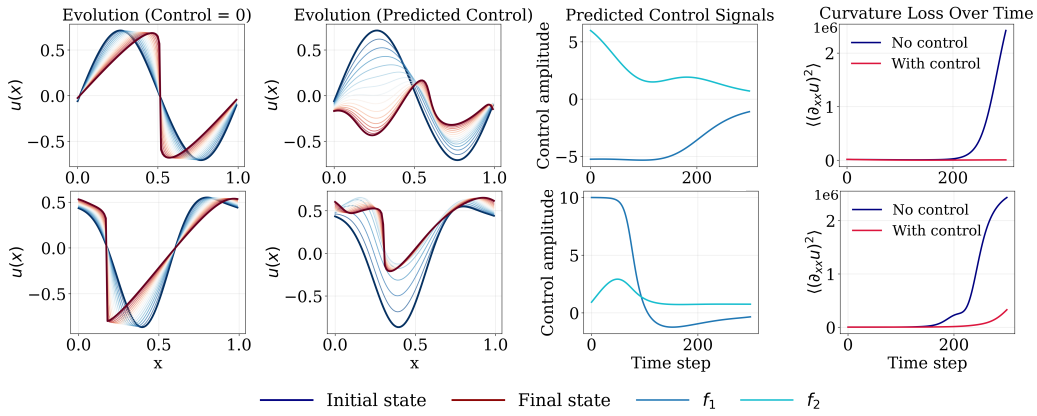 Evolution (Control = 0)
Evolution (Predicted Control)
Predicted Control Signals
Curvature Loss Over Time
u(x)
0.5
0.0
−0.5
0.0
0.5
1.0
u(x)
0.5
0.0
−0.5
0.0
0.5
1.0
Control amplitude
5
0
−5
0
200
⟨(∂xxu)²⟩
1e6
2
1
0
0
200
No control
With control
u(x)
0.5
0.0
−0.5
0.0
0.5
1.0
x
u(x)
0.5
0.0
−0.5
0.0
0.5
1.0
x
Control amplitude
10
5
0
0
200
Time step
⟨(∂xxu)²⟩
1e6
2
1
0
0
200
Time step
No control
With control
Initial state
Final state
f₁
f₂